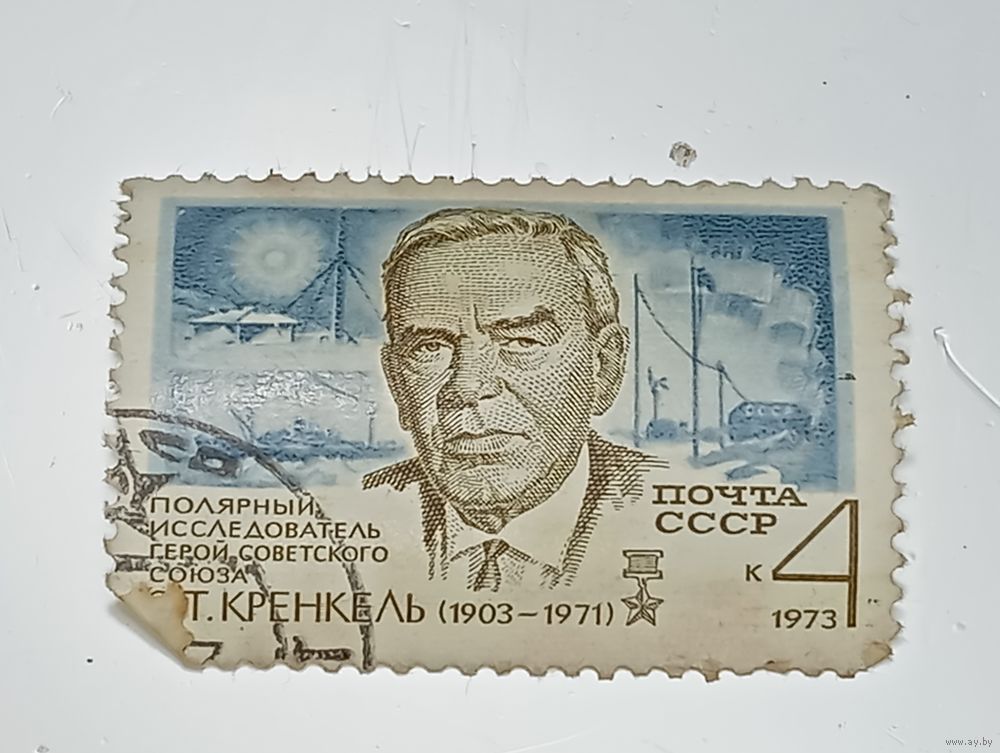 ПОЛЯРНЫЙ
ИССЛЕДОВАТЕЛЬ
ГЕРОЙ СОВЕТСКОГО
СОЮЗА
Т. КРЕНКЕЛЬ (1903–1971)
ПОЧТА
СССР
К 4
1973
www.ay.by